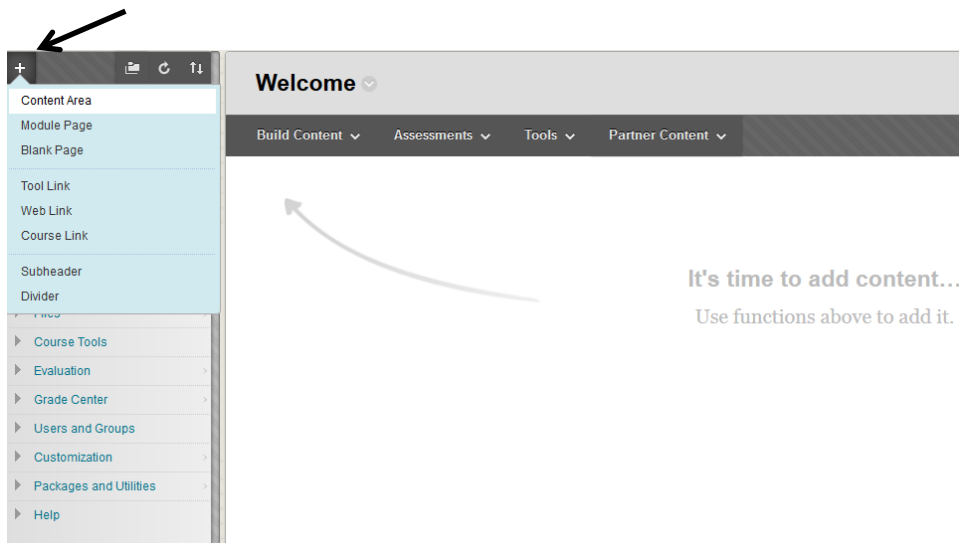 Content Area
Module Page
Blank Page
Tool Link
Web Link
Course Link
Subheader
Divider
Files
Course Tools
Evaluation
Grade Center
Users and Groups
Customization
Packages and Utilities
Help
Welcome
Build Content Assessments Tools Partner Content
It's time to add content...
Use functions above to add it.